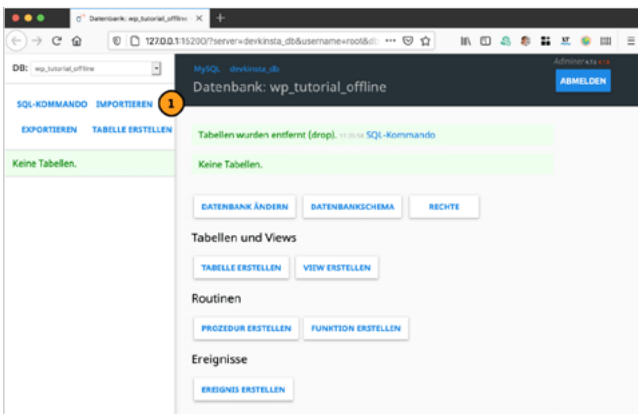 Datenbank: wp_tutorial_offline
127.0.0.1:15200/?server=devkinsta_db&username=root&d
DB: wp_tutorial_offline
SQL-KOMMANDO IMPORTIEREN 1
EXPORTIEREN TABELLE ERSTELLEN
Keine Tabellen.
MySQL devkinsta_db
Adminer
Datenbank: wp_tutorial_offline
ABMELDEN
Tabellen wurden entfernt (drop). SQL-Kommando
Keine Tabellen.
DATENBANK ÄNDERN DATENBANKSCHEMA RECHTE
Tabellen und Views
TABELLE ERSTELLEN VIEW ERSTELLEN
Routinen
PROZEDUR ERSTELLEN FUNKTION ERSTELLEN
Ereignisse
EREIGNIS ERSTELLEN